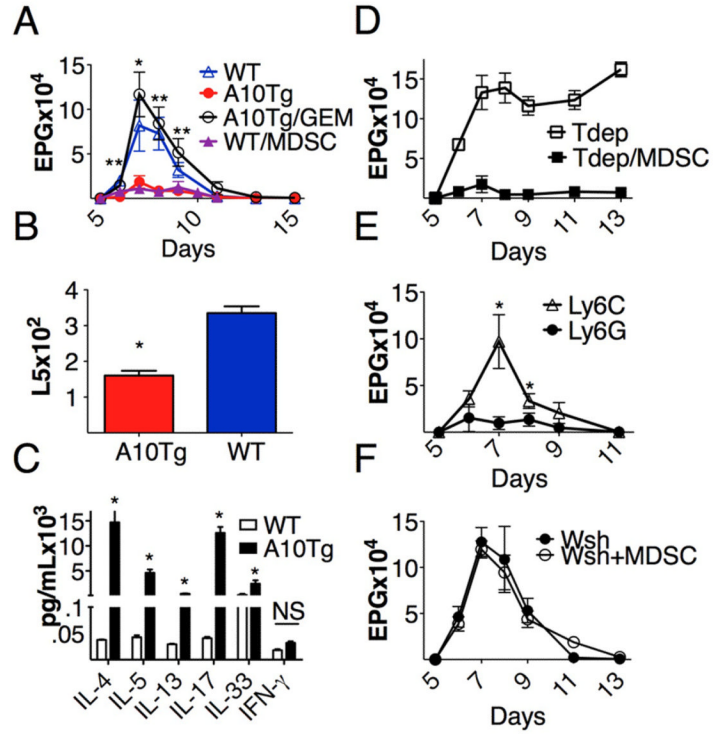 A
EPGx10⁴
15
10
5
* ** ** **
WT
A10Tg
A10Tg/GEM
WT/MDSC
5 10 15
Days
B
L5x10²
4
3
2
1
*
A10Tg WT
C
pg/mLx10³
15
10
5
.1
.05
* * * * *
NS
WT
A10Tg
IL-4 IL-5 IL-13 IL-17 IL-33 IFN-γ
D
EPGx10⁴
15
10
5
Tdep
Tdep/MDSC
5 7 9 11 13
Days
E
EPGx10⁴
15
10
5
* *
Ly6C
Ly6G
5 7 9 11
Days
F
EPGx10⁴
15
10
5
Wsh
Wsh+MDSC
5 7 9 11 13
Days